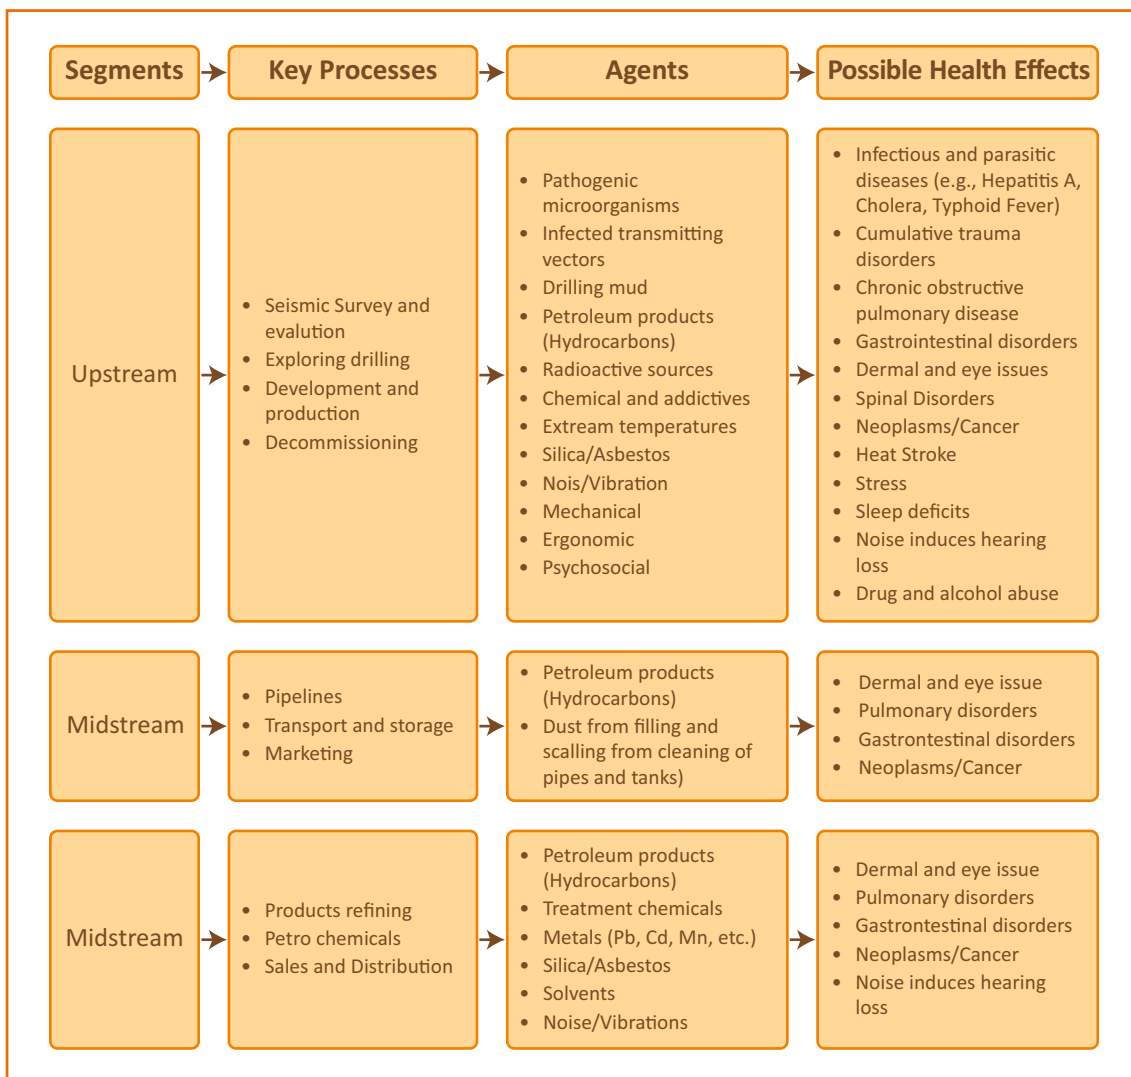 Segments
Key Processes
Agents
Possible Health Effects
Upstream
• Seismic Survey and
evalution
• Exploring drilling
• Development and
production
• Decommissioning
• Pathogenic
microorganisms
• Infected transmitting
vectors
• Drilling mud
• Petroleum products
(Hydrocarbons)
• Radioactive sources
• Chemical and addictives
• Extream temperatures
• Silica/Asbestos
• Nois/Vibration
• Mechanical
• Ergonomic
• Psychosocial
• Infectious and parasitic
diseases (e.g., Hepatitis A,
Cholera, Typhoid Fever)
• Cumulative trauma
disorders
• Chronic obstructive
pulmonary disease
• Gastrointestinal disorders
• Dermal and eye issues
• Spinal Disorders
• Neoplasms/Cancer
• Heat Stroke
• Stress
• Sleep deficits
• Noise induces hearing
loss
• Drug and alcohol abuse
Midstream
• Pipelines
• Transport and storage
• Marketing
• Petroleum products
(Hydrocarbons)
• Dust from filling and
scalling from cleaning of
pipes and tanks)
• Dermal and eye issue
• Pulmonary disorders
• Gastrontestinal disorders
• Neoplasms/Cancer
Midstream
• Products refining
• Petro chemicals
• Sales and Distribution
• Petroleum products
(Hydrocarbons)
• Treatment chemicals
• Metals (Pb, Cd, Mn, etc.)
• Silica/Asbestos
• Solvents
• Noise/Vibrations
• Dermal and eye issue
• Pulmonary disorders
• Gastrontestinal disorders
• Neoplasms/Cancer
• Noise induces hearing
loss